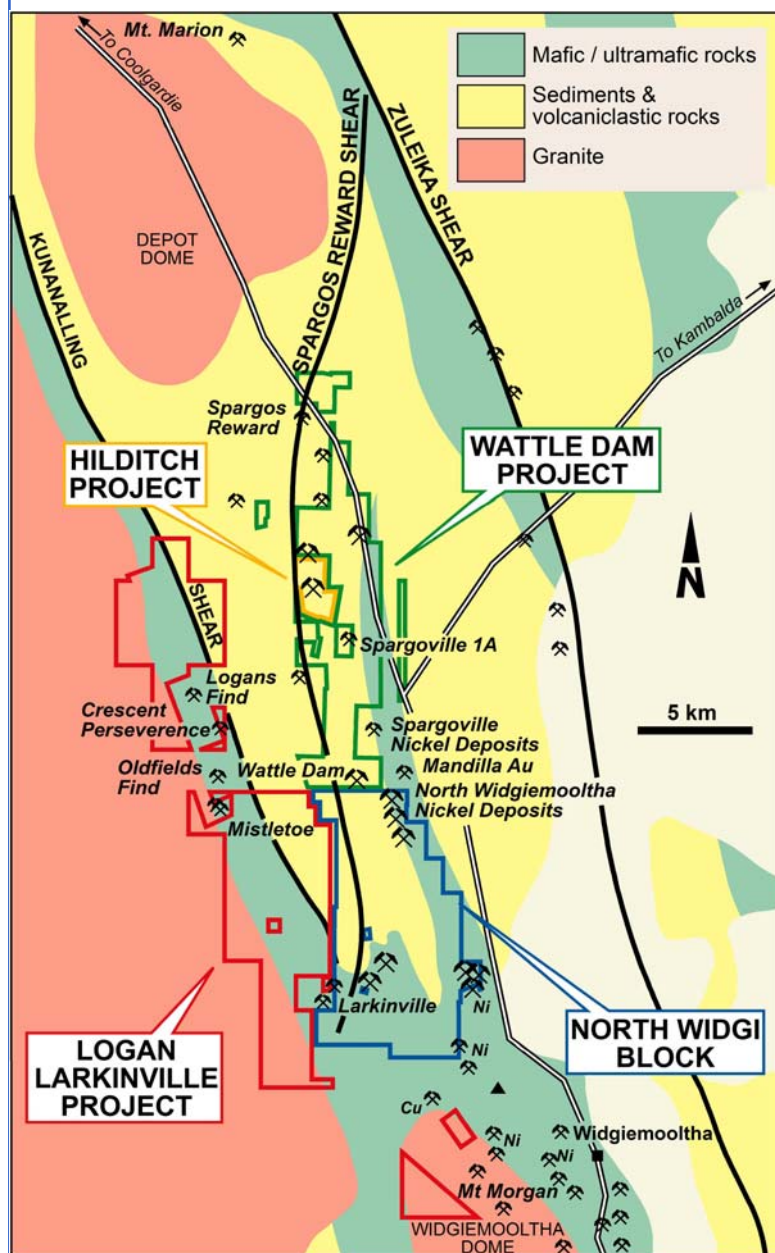 Mt. Marion
To Coolgardie
Mafic / ultramafic rocks
Sediments &
volcaniclastic rocks
Granite
ZULEIKA SHEAR
SPARGOS REWARD SHEAR
DEPOT
DOME
KUNANALLING
To Kambalda
Spargos
Reward
HILDITCH
PROJECT
WATTLE DAM
PROJECT
N
SHEAR
Spargoville 1A
Logans
Find
Crescent
Perseverence
5 km
Spargoville
Nickel Deposits
Oldfields
Find
Wattle Dam
Mandilla Au
North Widgiemooltha
Nickel Deposits
Mistletoe
Larkinville
Ni
LOGAN
LARKINVILLE
PROJECT
NORTH WIDGI
BLOCK
Ni
Cu
Ni
Widgiemooltha
Ni
Mt Morgan
WIDGIEMOOLTHA
DOME